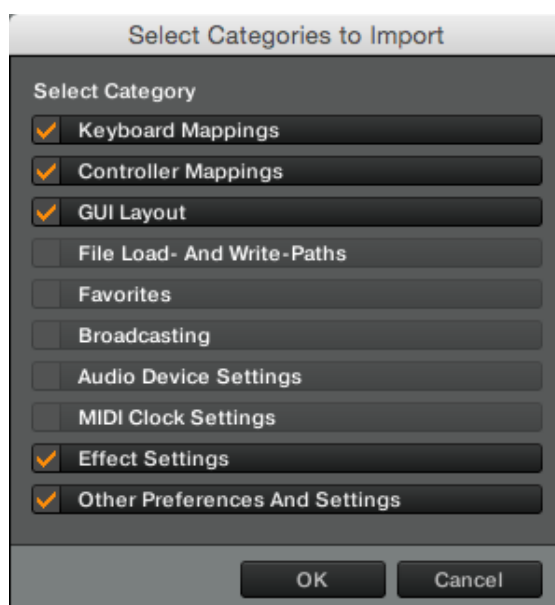 Select Categories to Import
Select Category
Keyboard Mappings
Controller Mappings
GUI Layout
File Load- And Write-Paths
Favorites
Broadcasting
Audio Device Settings
MIDI Clock Settings
Effect Settings
Other Preferences And Settings
OK Cancel